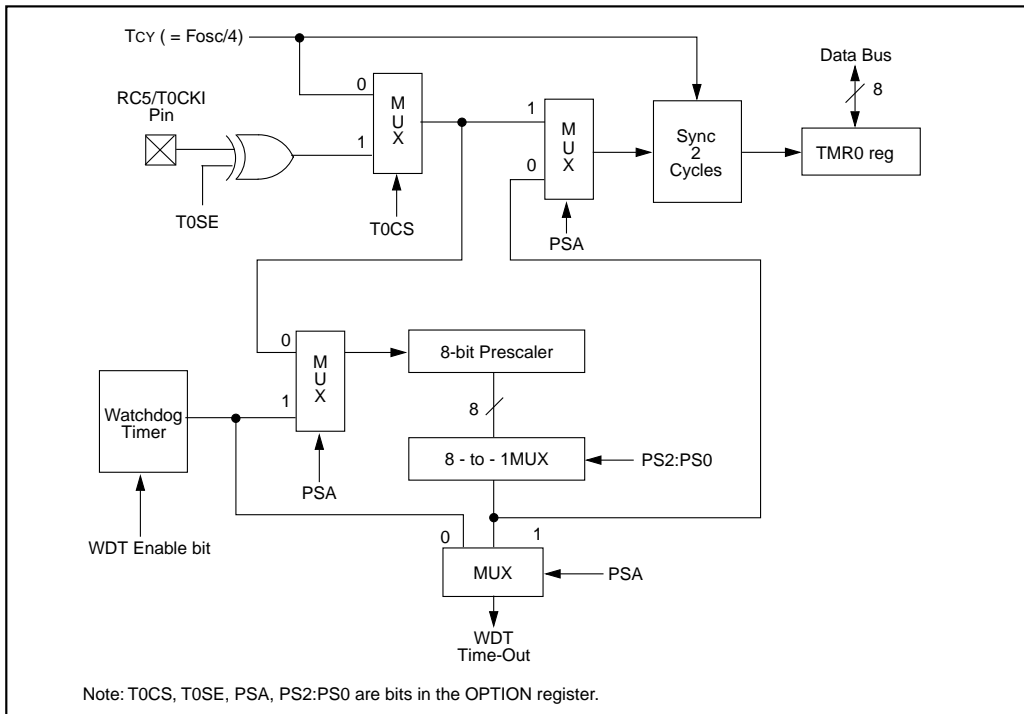 TCY ( = Fosc/4)
Data Bus
8
RC5/T0CKI
Pin
0
1
MUX
T0CS
T0SE
1
0
MUX
PSA
Sync
2
Cycles
TMR0 reg
0
1
MUX
PSA
8-bit Prescaler
8
8 - to - 1MUX
PS2:PS0
Watchdog
Timer
WDT Enable bit
0
1
MUX
PSA
WDT
Time-Out
Note: T0CS, T0SE, PSA, PS2:PS0 are bits in the OPTION register.